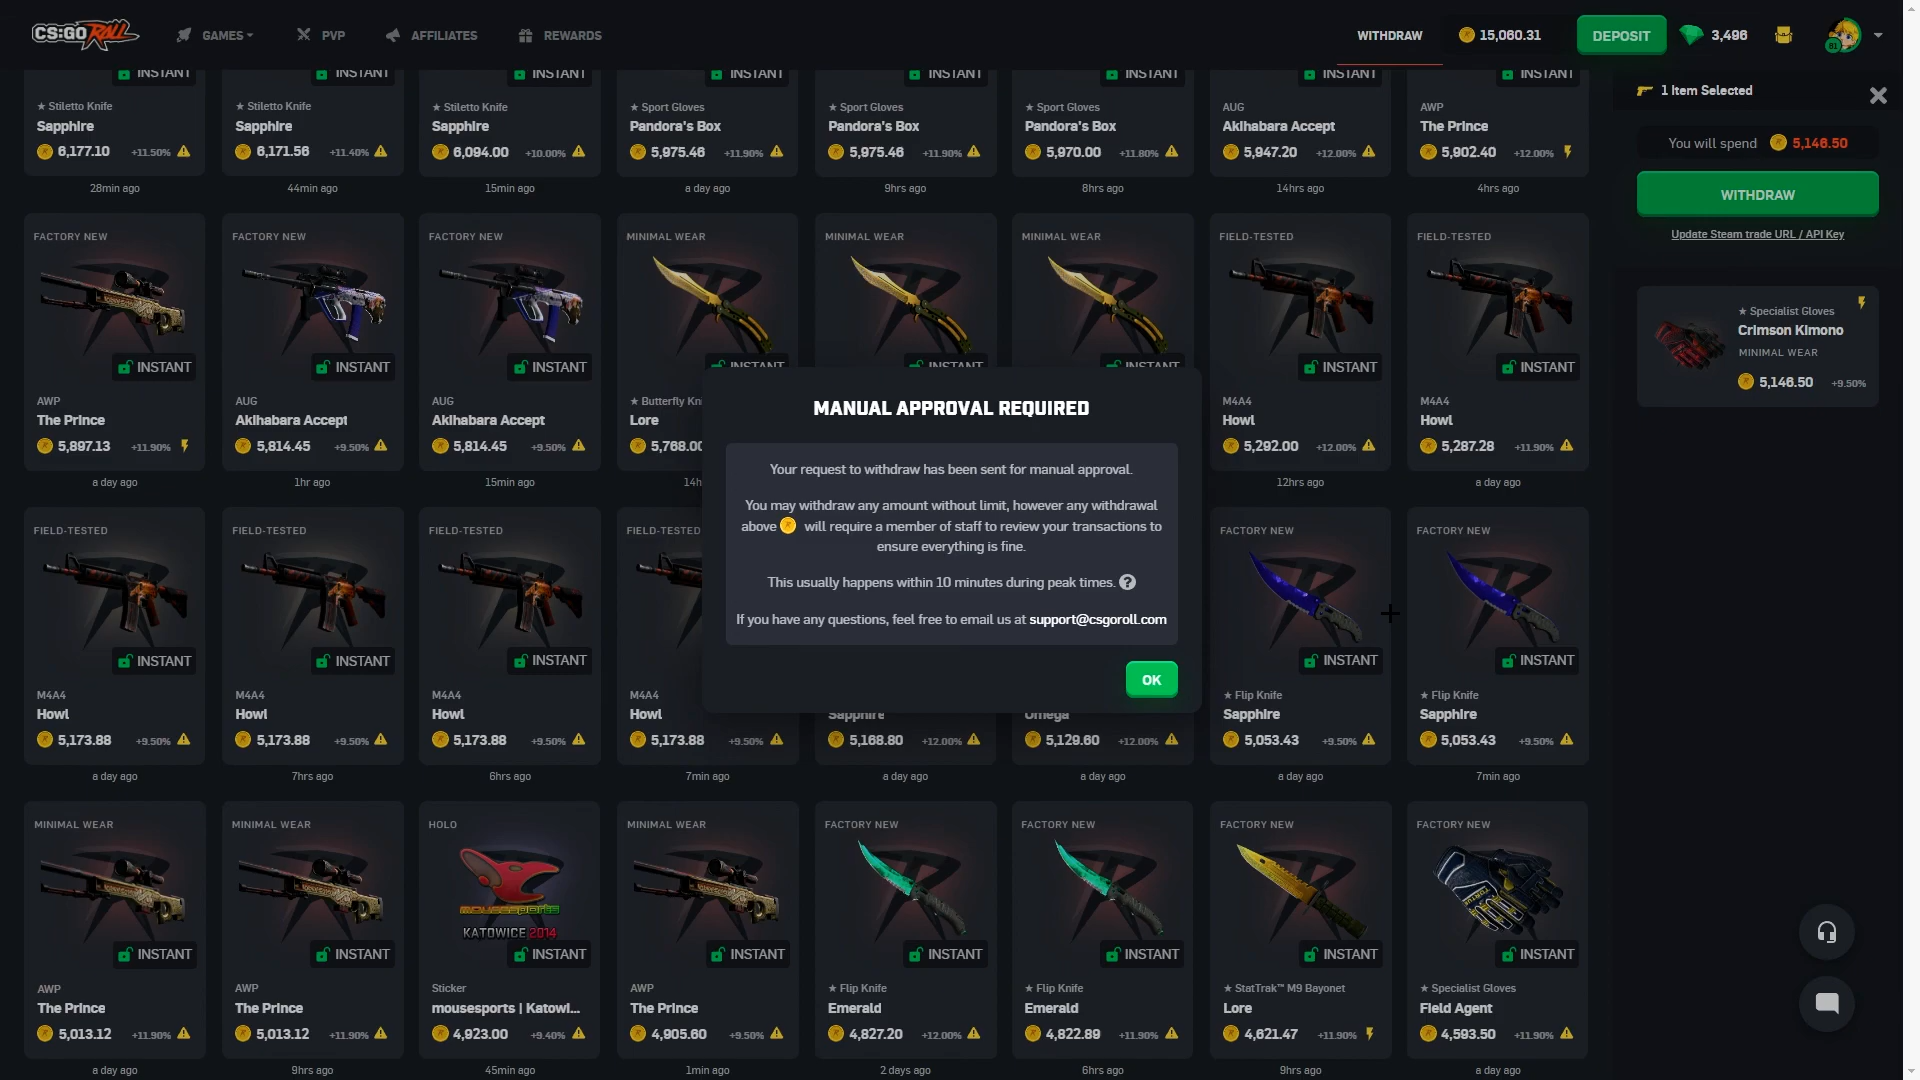 CS:GO ROLL
GAMES
PVP
AFFILIATES
REWARDS
WITHDRAW
15,060.31
DEPOSIT
3,496
81
INSTANT INSTANT INSTANT INSTANT INSTANT INSTANT INSTANT INSTANT
★ Stiletto Knife ★ Stiletto Knife ★ Stiletto Knife ★ Sport Gloves ★ Sport Gloves ★ Sport Gloves AUG AWP
Sapphire Sapphire Sapphire Pandora's Box Pandora's Box Pandora's Box Akihabara Accept The Prince
6,177.10 +11.50% 6,171.56 +11.40% 6,094.00 +10.00% 5,975.46 +11.90% 5,975.46 +11.90% 5,970.00 +11.80% 5,947.20 +12.00% 5,902.40 +12.00%
28min ago 44min ago 15min ago a day ago 9hrs ago 8hrs ago 14hrs ago 4hrs ago
FACTORY NEW FACTORY NEW FACTORY NEW MINIMAL WEAR MINIMAL WEAR MINIMAL WEAR FIELD-TESTED FIELD-TESTED
INSTANT INSTANT INSTANT INSTANT INSTANT INSTANT INSTANT INSTANT
AWP AUG AUG ★ Butterfly Kni M4A4 M4A4
The Prince Akihabara Accept Akihabara Accept Lore Howl Howl
5,897.13 +11.90% 5,814.45 +9.50% 5,814.45 +9.50% 5,768.00 5,292.00 +12.00% 5,287.28 +11.90%
a day ago 1hr ago 15min ago 14h 12hrs ago a day ago
FIELD-TESTED FIELD-TESTED FIELD-TESTED FIELD-TESTED FACTORY NEW FACTORY NEW
INSTANT INSTANT INSTANT INSTANT INSTANT
M4A4 M4A4 M4A4 M4A4 ★ Flip Knife ★ Flip Knife
Howl Howl Howl Howl Sapphire Omega Sapphire Sapphire
5,173.88 +9.50% 5,173.88 +9.50% 5,173.88 +9.50% 5,173.88 +9.50% 5,168.80 +12.00% 5,129.60 +12.00% 5,053.43 +9.50% 5,053.43 +9.50%
a day ago 7hrs ago 6hrs ago 7min ago a day ago a day ago a day ago 7min ago
MINIMAL WEAR MINIMAL WEAR HOLO MINIMAL WEAR FACTORY NEW FACTORY NEW FACTORY NEW FACTORY NEW
mousesports
KATOWICE 2014
INSTANT INSTANT INSTANT INSTANT INSTANT INSTANT INSTANT INSTANT
AWP AWP Sticker AWP ★ Flip Knife ★ Flip Knife ★ StatTrak™ M9 Bayonet ★ Specialist Gloves
The Prince The Prince mousesports | Katowi... The Prince Emerald Emerald Lore Field Agent
5,013.12 +11.90% 5,013.12 +11.90% 4,923.00 +9.40% 4,905.60 +9.50% 4,827.20 +12.00% 4,822.89 +11.90% 4,621.47 +11.90% 4,593.50 +11.90%
a day ago 9hrs ago 45min ago 1min ago 2 days ago 6hrs ago 9hrs ago a day ago
MANUAL APPROVAL REQUIRED
Your request to withdraw has been sent for manual approval.
You may withdraw any amount without limit, however any withdrawal
above will require a member of staff to review your transactions to
ensure everything is fine.
This usually happens within 10 minutes during peak times. ?
If you have any questions, feel free to email us at support@csgoroll.com
OK
1 Item Selected
You will spend 5,146.50
WITHDRAW
Update Steam trade URL / API Key
★ Specialist Gloves
Crimson Kimono
MINIMAL WEAR
5,146.50 +9.50%